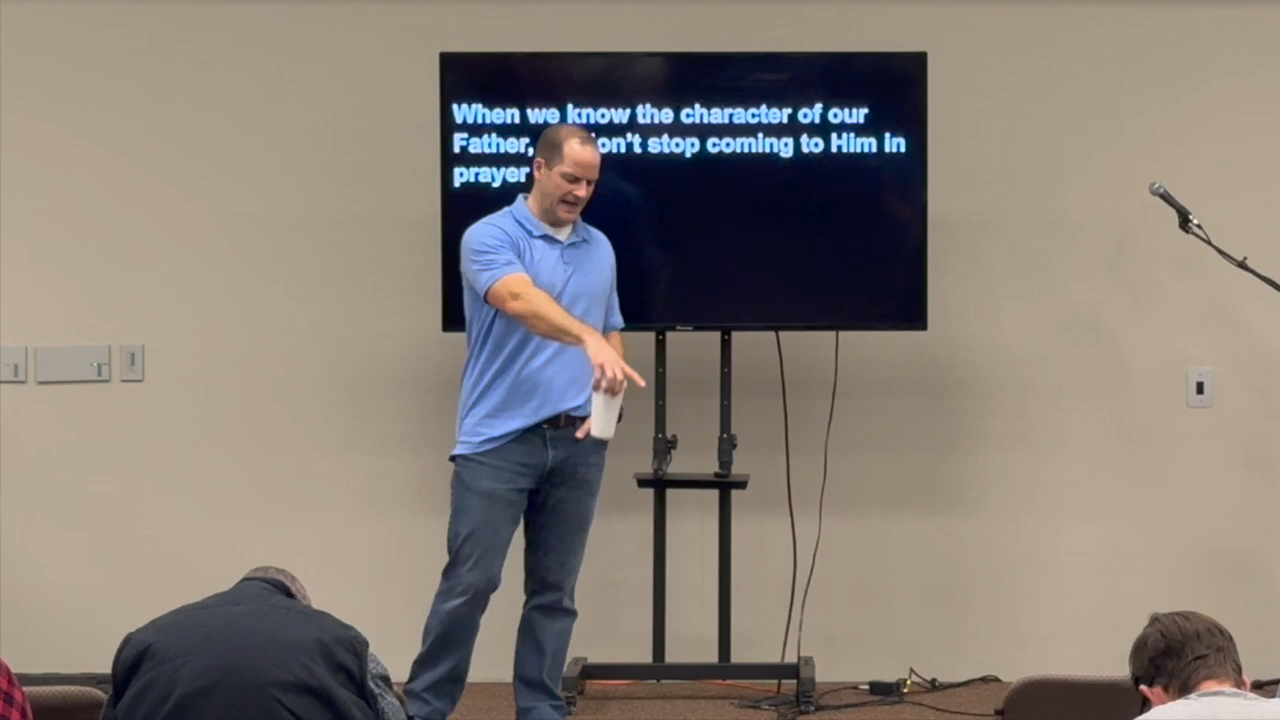 When we know the character of our
Father, on't stop coming to Him in
prayer